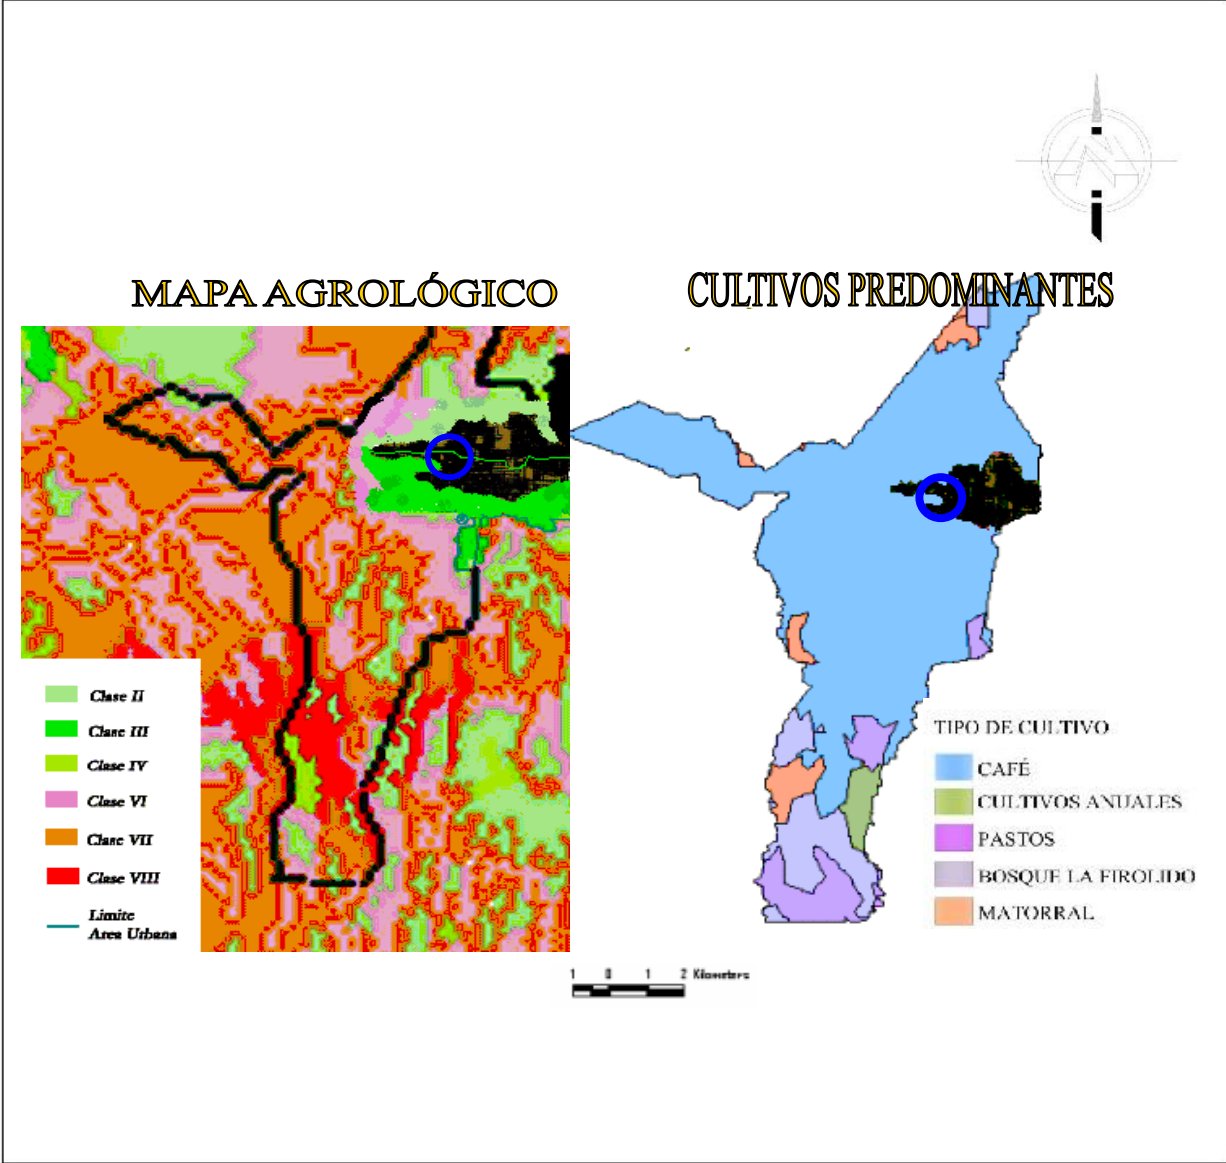 MAPA AGROLÓGICO
CULTIVOS PREDOMINANTES
Clase II
Clase III
Clase IV
Clase VI
Clase VII
Clase VIII
Limite
Area Urbana
TIPO DE CULTIVO
CAFÉ
CULTIVOS ANUALES
PASTOS
BOSQUE LA FIROLIDO
MATORRAL
1 0 1 2 Kilometers